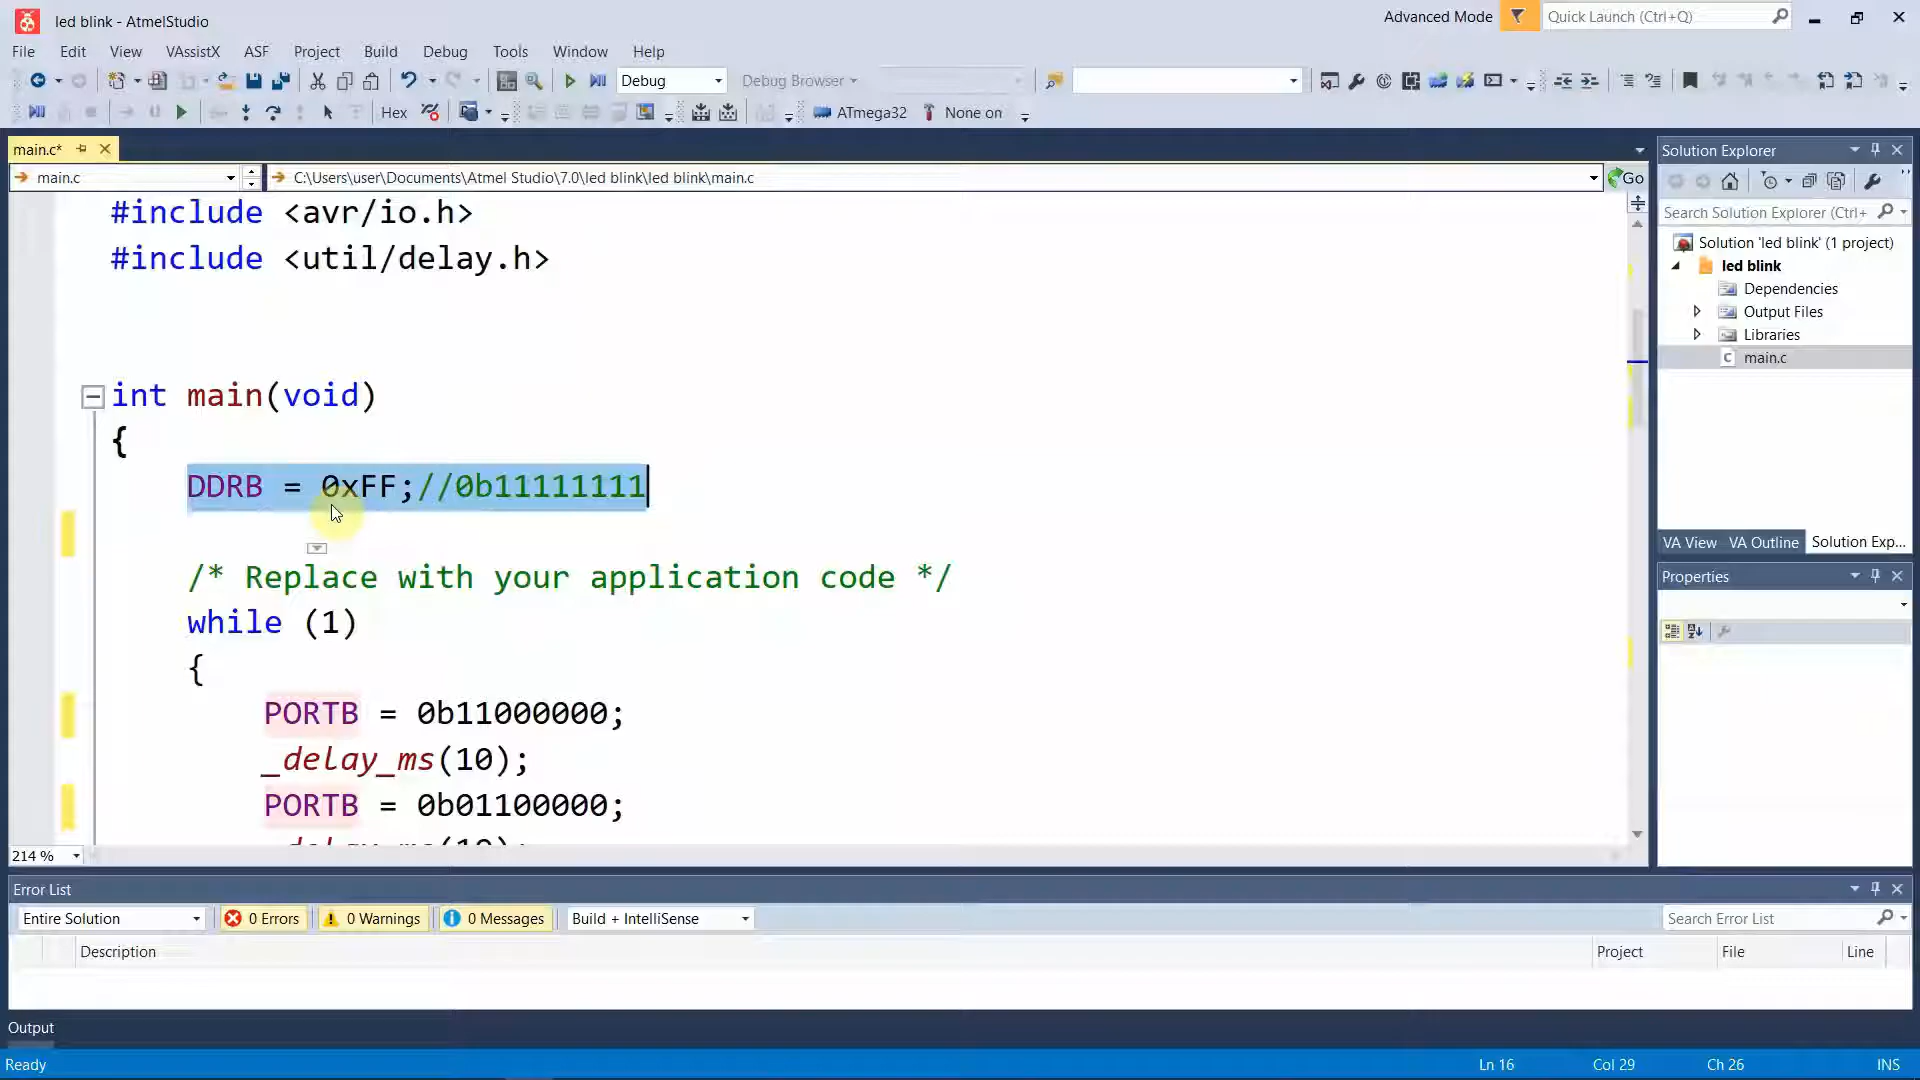 led blink - AtmelStudio
Advanced Mode
Quick Launch (Ctrl+Q)
File Edit View VAssistX ASF Project Build Debug Tools Window Help
Debug
Debug Browser
Hex
ATmega32
None on
main.c*
main.c
C:\Users\user\Documents\Atmel Studio\7.0\led blink\led blink\main.c
Go
#include <avr/io.h>
#include <util/delay.h>
int main(void)
{
DDRB = 0xFF;//0b11111111
/* Replace with your application code */
while (1)
{
PORTB = 0b11000000;
_delay_ms(10);
PORTB = 0b01100000;
_delay_ms(10);
214 %
Solution Explorer
Search Solution Explorer (Ctrl+
Solution 'led blink' (1 project)
led blink
Dependencies
Output Files
Libraries
main.c
VA View VA Outline Solution Exp...
Properties
Error List
Entire Solution
0 Errors
0 Warnings
0 Messages
Build + IntelliSense
Search Error List
Description Project File Line
Output
Ready
Ln 16 Col 29 Ch 26 INS